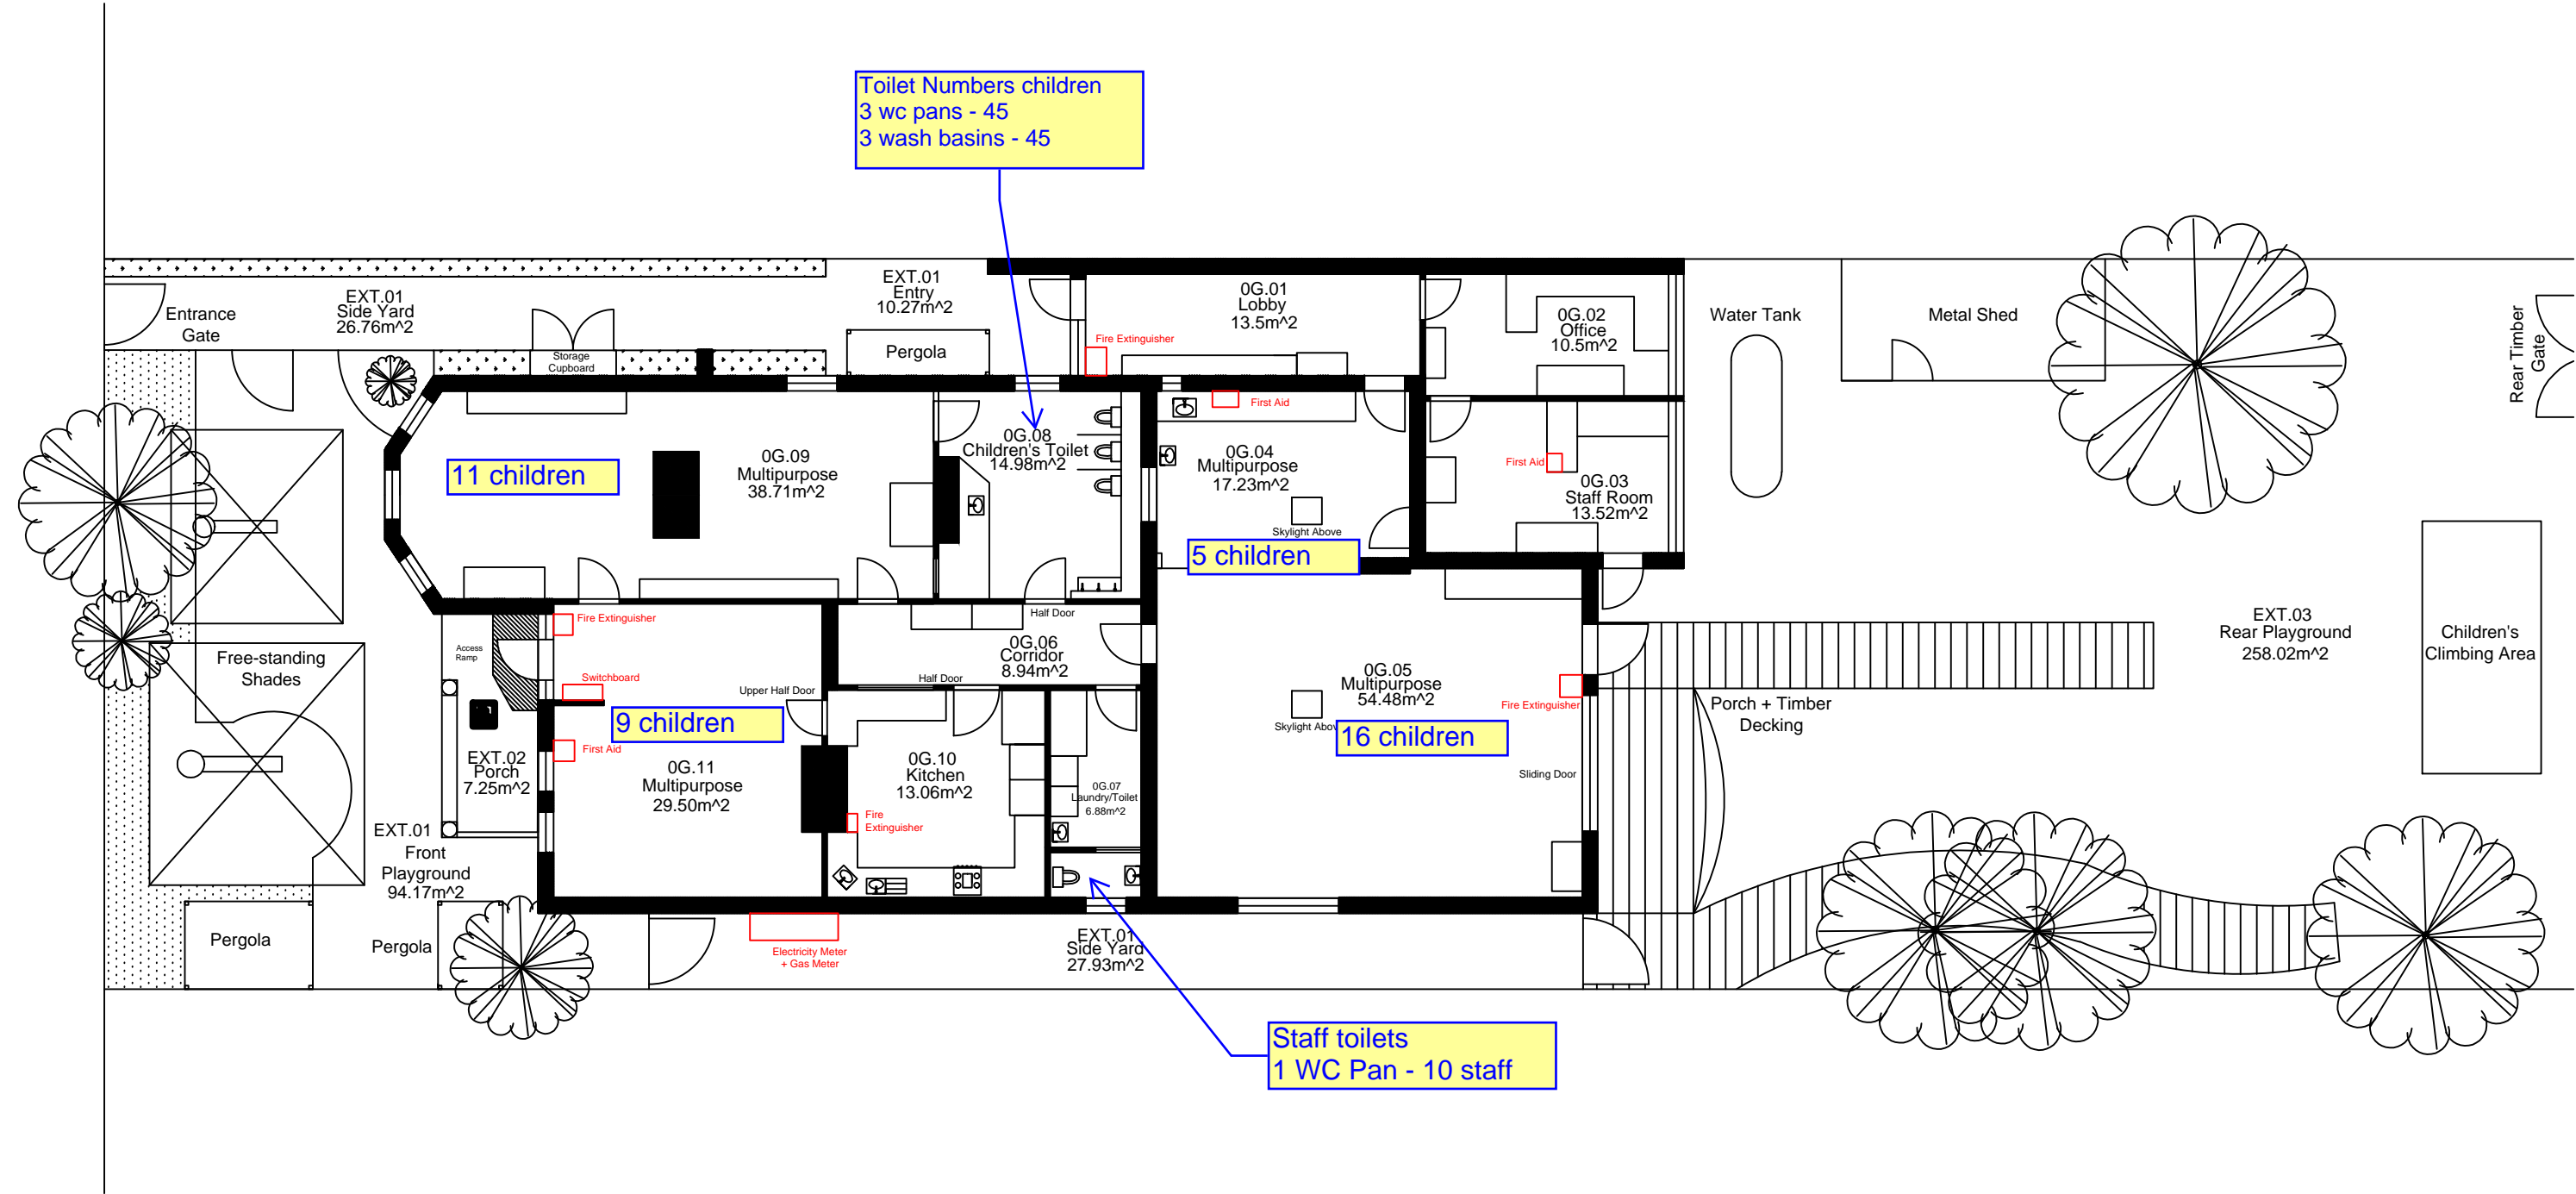 Toilet Numbers children
3 wc pans - 45
3 wash basins - 45
EXT.01
Entry
10.27m^2
EXT.01
Side Yard
26.76m^2
Entrance
Gate
Storage
Cupboard
Pergola
Fire Extinguisher
0G.01
Lobby
13.5m^2
0G.02
Office
10.5m^2
Water Tank
Metal Shed
Rear Timber
Gate
First Aid
0G.08
Children's Toilet
14.98m^2
0G.09
Multipurpose
38.71m^2
11 children
0G.04
Multipurpose
17.23m^2
Skylight Above
5 children
First Aid
0G.03
Staff Room
13.52m^2
Free-standing
Shades
Access
Ramp
Fire Extinguisher
Switchboard
Upper Half Door
9 children
First Aid
0G.11
Multipurpose
29.50m^2
EXT.02
Porch
7.25m^2
Half Door
0G.06
Corridor
8.94m^2
Half Door
0G.10
Kitchen
13.06m^2
Fire
Extinguisher
0G.07
Laundry/Toilet
6.88m^2
0G.05
Multipurpose
54.48m^2
Skylight Abov
16 children
Fire Extinguisher
Sliding Door
Porch + Timber
Decking
EXT.03
Rear Playground
258.02m^2
Children's
Climbing Area
EXT.01
Front
Playground
94.17m^2
Pergola
Pergola
Electricity Meter
+ Gas Meter
EXT.01
Side Yard
27.93m^2
Staff toilets
1 WC Pan - 10 staff